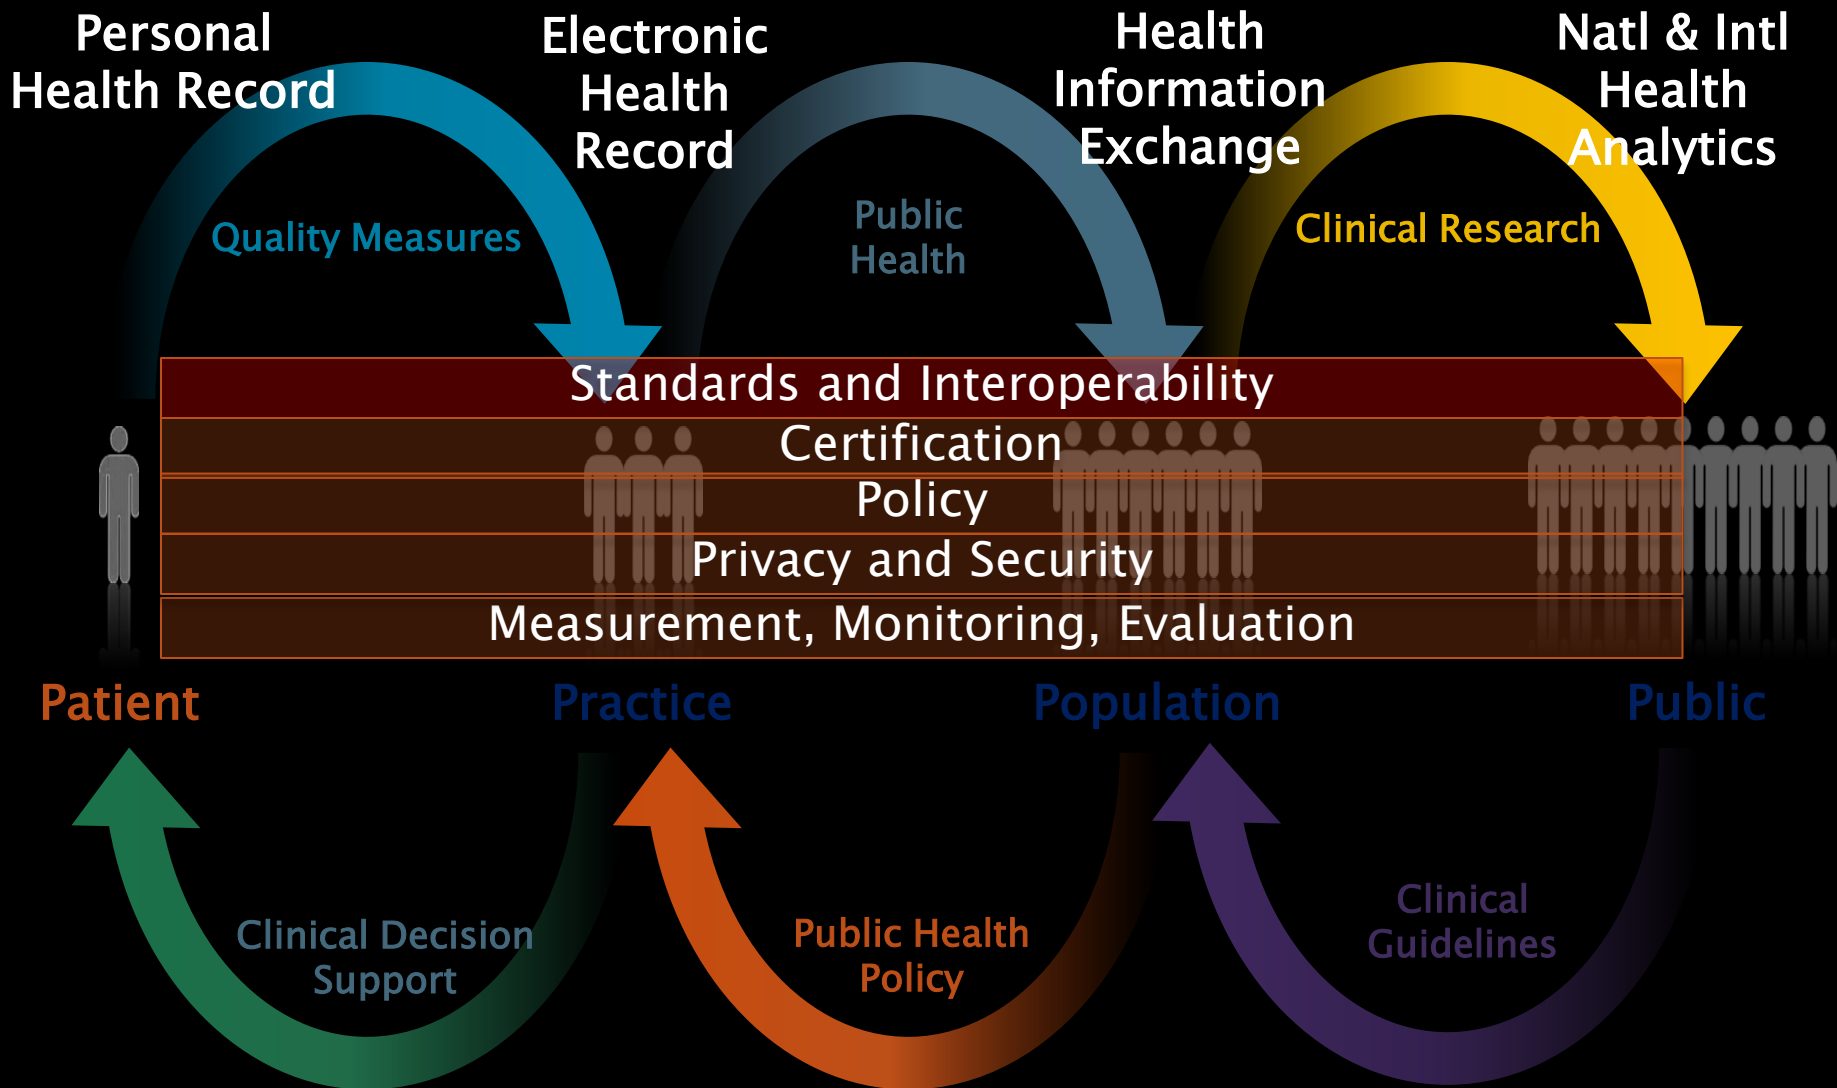 Personal
Health Record
Electronic
Health
Record
Health
Information
Exchange
Natl & Intl
Health
Analytics
Quality Measures
Public
Health
Clinical Research
Standards and Interoperability
Certification
Policy
Privacy and Security
Measurement, Monitoring, Evaluation
Patient
Practice
Population
Public
Clinical Decision
Support
Public Health
Policy
Clinical
Guidelines